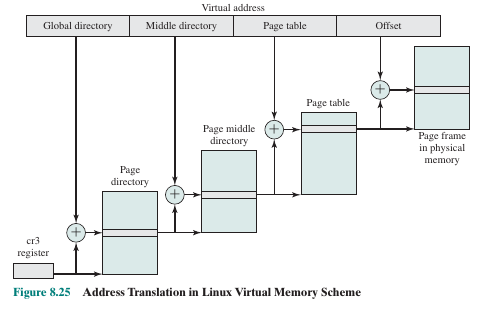 Virtual address
Global directory
Middle directory
Page table
Offset
+
Page table
+
Page frame
in physical
memory
Page middle
directory
Page
directory
+
+
cr3
register
Figure 8.25 Address Translation in Linux Virtual Memory Scheme